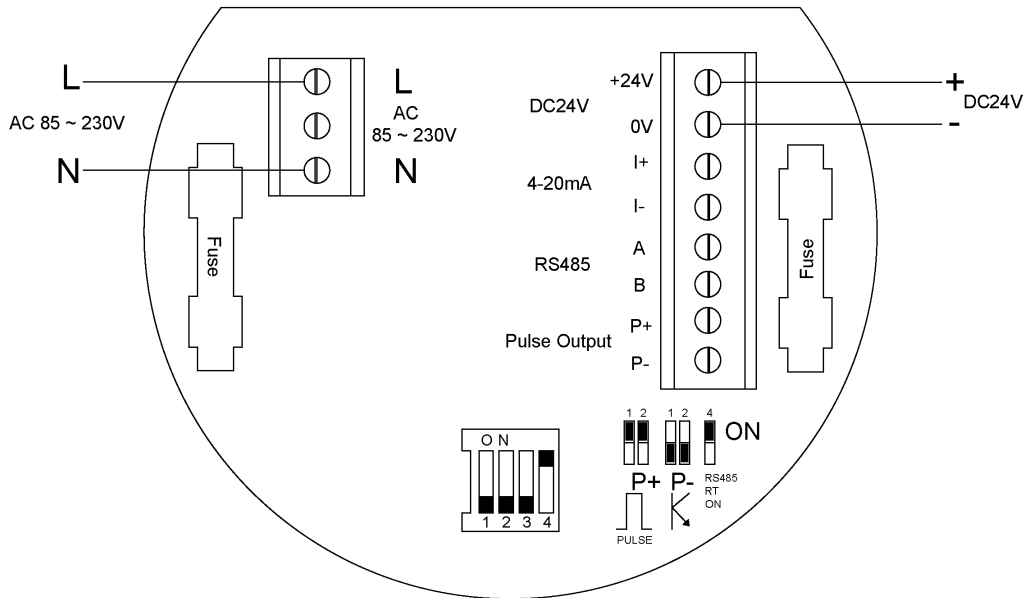 L
AC 85 ~ 230V
N
L
AC
85 ~ 230V
N
Fuse
DC24V
+24V
0V
4-20mA
I+
I-
RS485
A
B
Pulse Output
P+
P-
+
DC24V
-
Fuse
O N
1 2 3 4
1 2 1 2 4
ON
P+ P-
RS485
RT
ON
PULSE